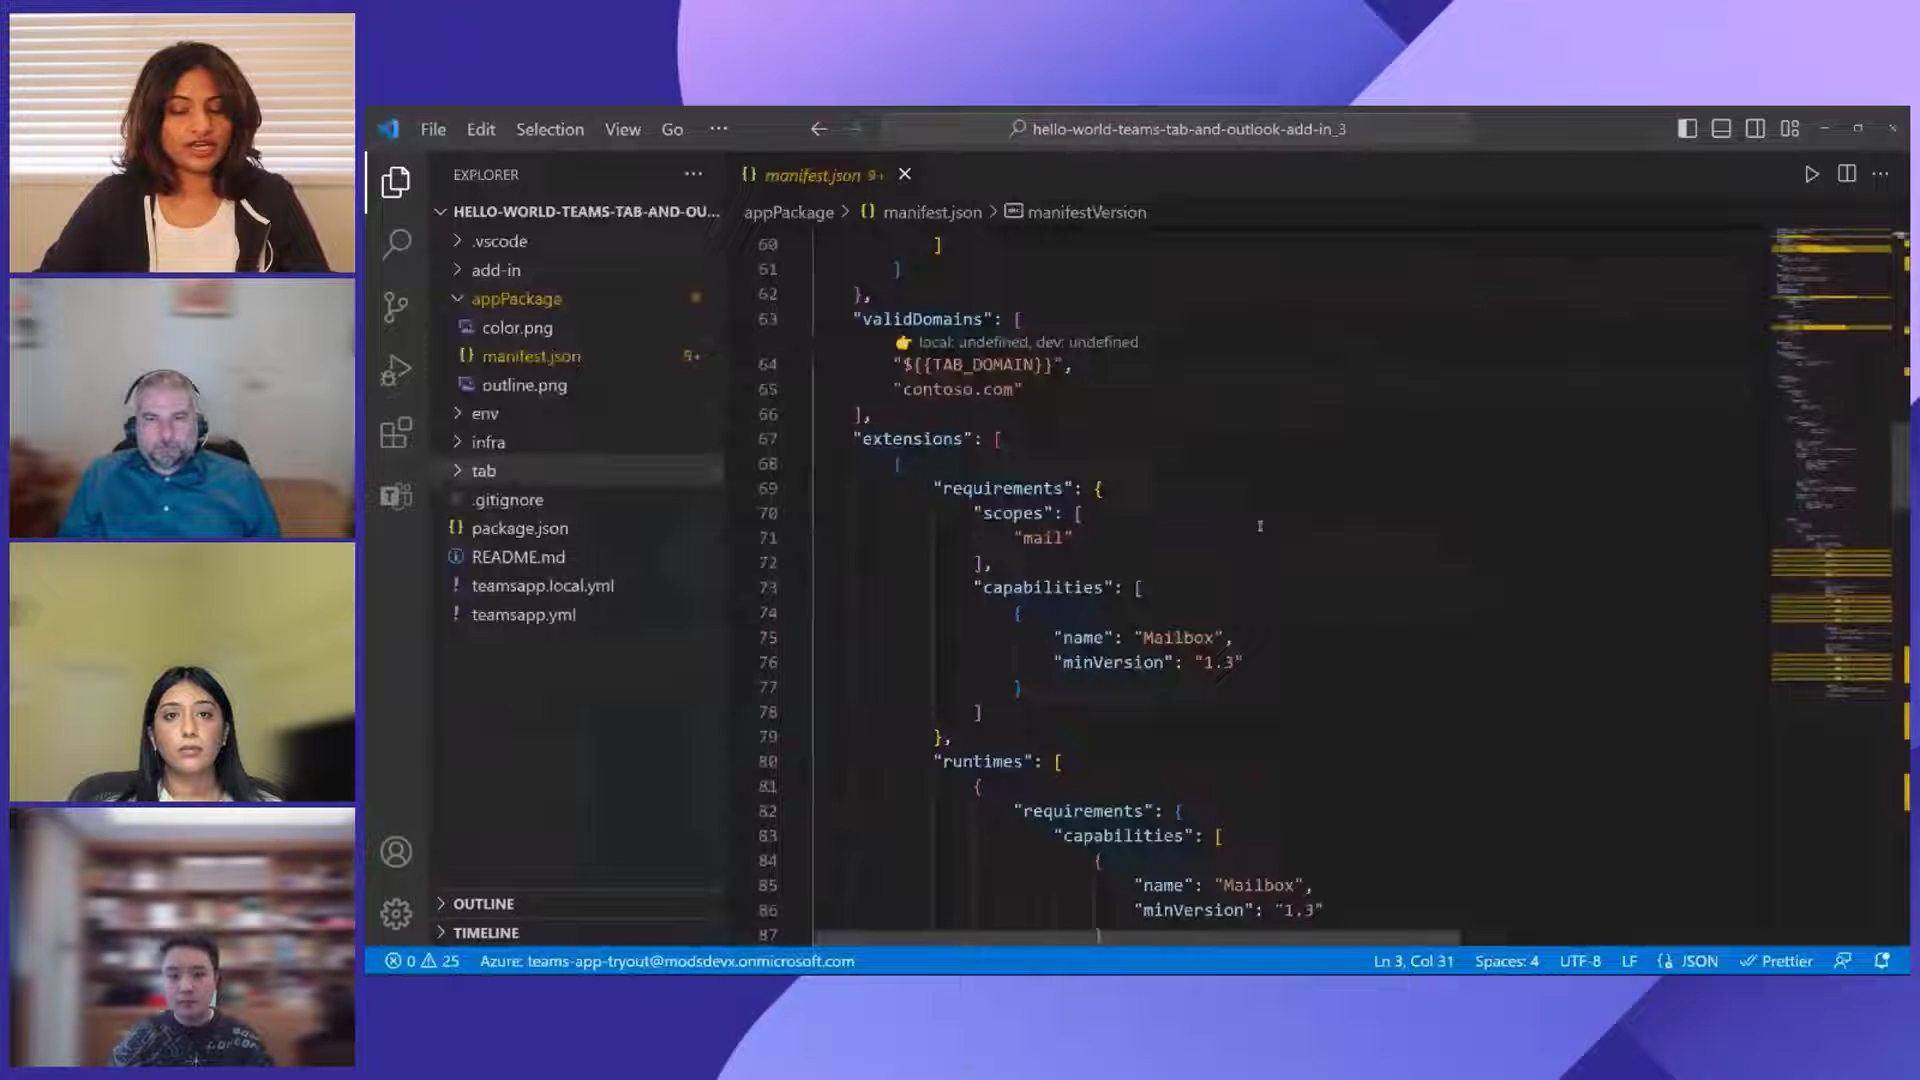 File Edit Selection View Go ···
hello-world-teams-tab-and-outlook-add-in_3
EXPLORER ···
HELLO-WORLD-TEAMS-TAB-AND-OU...
.vscode
add-in
appPackage
color.png
{} manifest.json 9+
outline.png
env
infra
tab
.gitignore
{} package.json
README.md
! teamsapp.local.yml
! teamsapp.yml
OUTLINE
TIMELINE
{} manifest.json 9+
appPackage > {} manifest.json > manifestVersion
60 ]
61 ]
62 },
63 "validDomains": [
local: undefined, dev: undefined
64 "${{TAB_DOMAIN}}",
65 "contoso.com"
66 ],
67 "extensions": [
68 {
69 "requirements": {
70 "scopes": [
71 "mail"
72 ],
73 "capabilities": [
74 {
75 "name": "Mailbox",
76 "minVersion": "1.3"
77 }
78 ]
79 },
80 "runtimes": [
81 {
82 "requirements": {
83 "capabilities": [
84 {
85 "name": "Mailbox",
86 "minVersion": "1.3"
87 }
0 25 Azure: teams-app-tryout@modsdevx.onmicrosoft.com Ln 3, Col 31 Spaces: 4 UTF-8 LF {} JSON Prettier